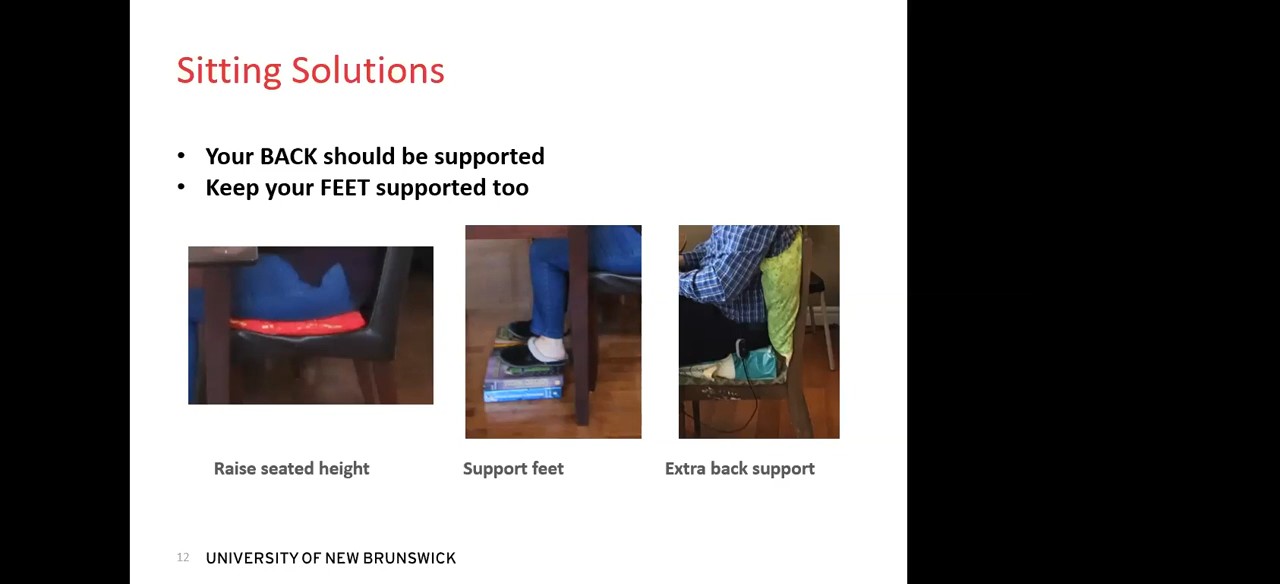 Sitting Solutions
• Your BACK should be supported
• Keep your FEET supported too
Raise seated height
Support feet
Extra back support
12 UNIVERSITY OF NEW BRUNSWICK